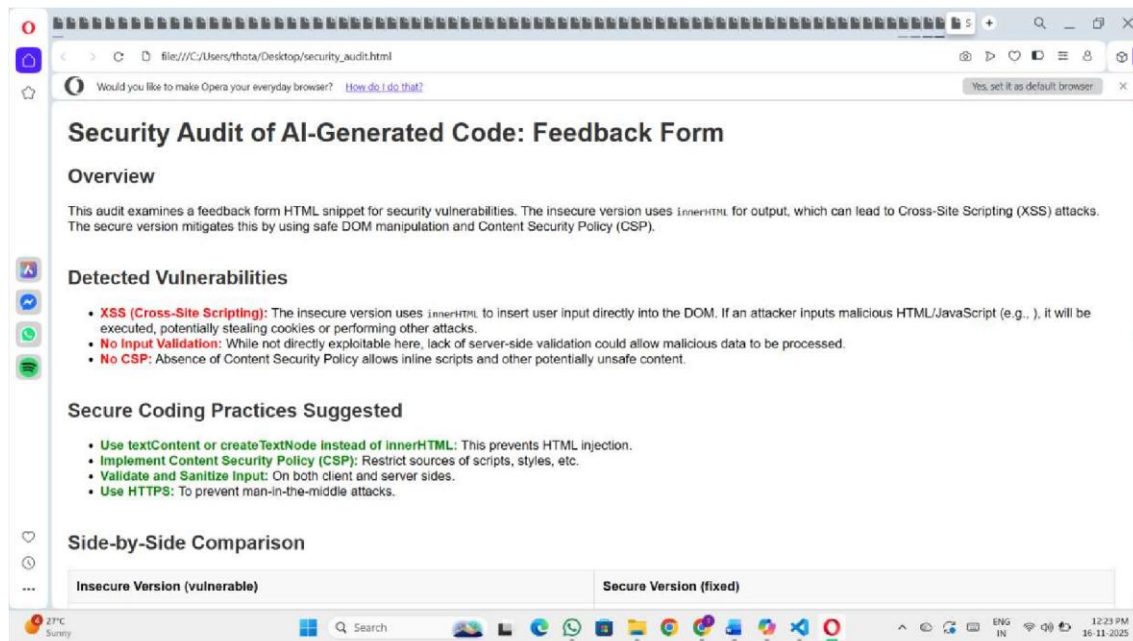 S
file:///C:/Users/thota/Desktop/security_audit.html
Would you like to make Opera your everyday browser? How do I do that? Yes, set it as default browser
Security Audit of AI-Generated Code: Feedback Form
Overview
This audit examines a feedback form HTML snippet for security vulnerabilities. The insecure version uses innerHTML for output, which can lead to Cross-Site Scripting (XSS) attacks.
The secure version mitigates this by using safe DOM manipulation and Content Security Policy (CSP).
Detected Vulnerabilities
• XSS (Cross-Site Scripting): The insecure version uses innerHTML to insert user input directly into the DOM. If an attacker inputs malicious HTML/JavaScript (e.g., ), it will be
executed, potentially stealing cookies or performing other attacks.
• No Input Validation: While not directly exploitable here, lack of server-side validation could allow malicious data to be processed.
• No CSP: Absence of Content Security Policy allows inline scripts and other potentially unsafe content.
Secure Coding Practices Suggested
• Use textContent or createTextNode instead of innerHTML: This prevents HTML injection.
• Implement Content Security Policy (CSP): Restrict sources of scripts, styles, etc.
• Validate and Sanitize Input: On both client and server sides.
• Use HTTPS: To prevent man-in-the-middle attacks.
Side-by-Side Comparison
Insecure Version (vulnerable) Secure Version (fixed)
27°C
Sunny
Search
ENG
IN
12:23 PM
16-11-2025